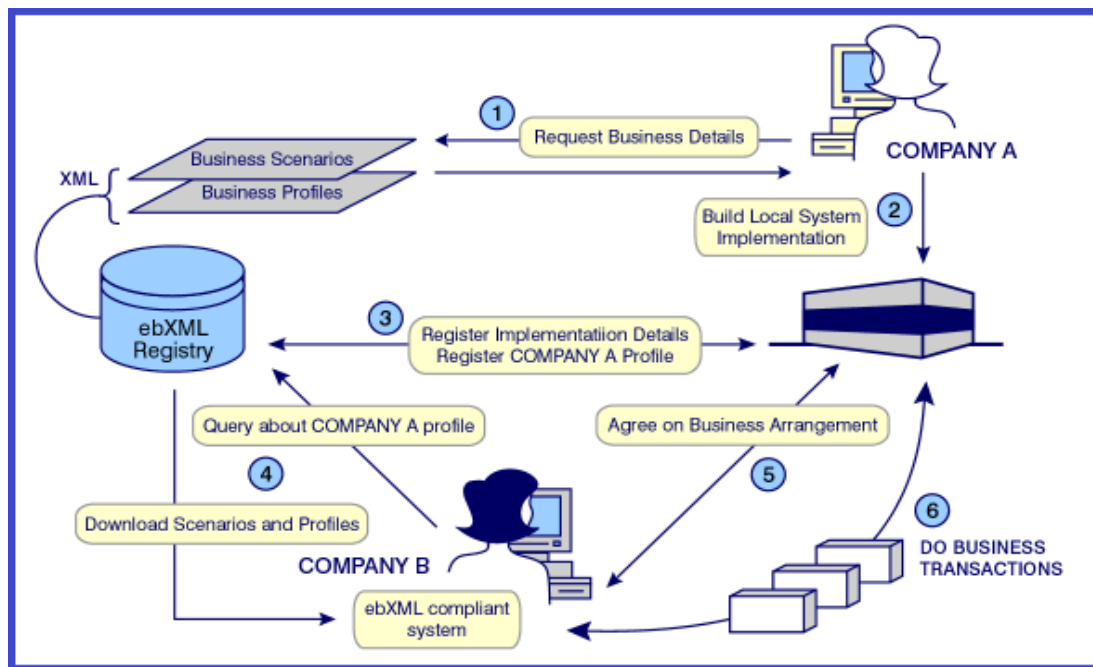 1
Request Business Details
COMPANY A
Business Scenarios
XML
Business Profiles
2
Build Local System
Implementation
ebXML
Registry
3
Register Implementatiion Details
Register COMPANY A Profile
Query about COMPANY A profile
4
Download Scenarios and Profiles
Agree on Business Arrangement
5
COMPANY B
ebXML compliant
system
6
DO BUSINESS
TRANSACTIONS